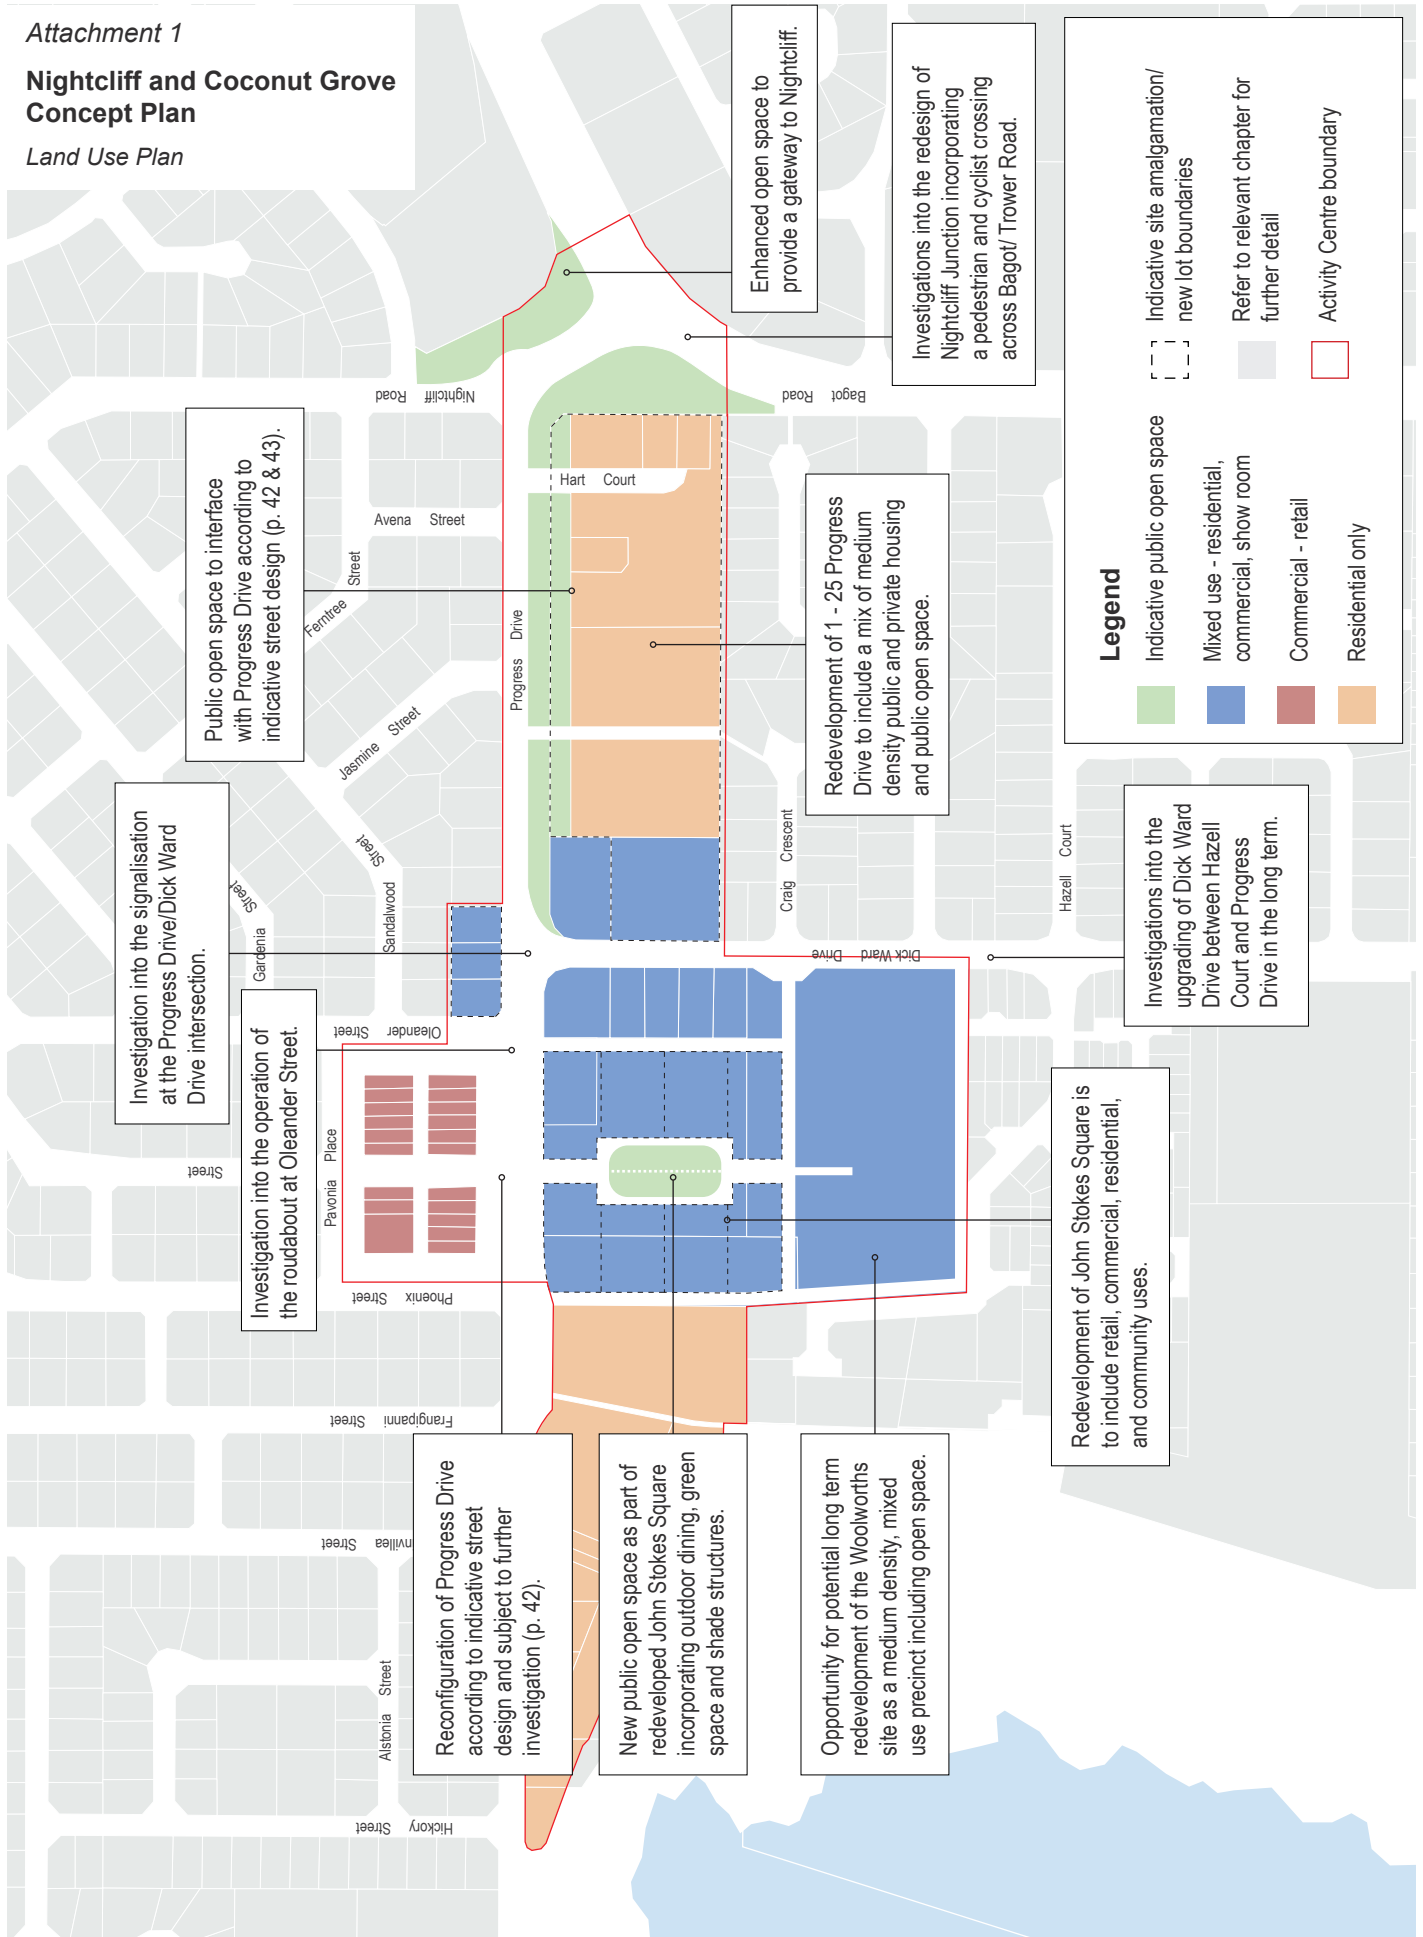 Attachment 1
Nightcliff and Coconut Grove
Concept Plan
Land Use Plan
Enhanced open space to
provide a gateway to Nightcliff.
Investigations into the redesign of
Nightcliff Junction incorporating
a pedestrian and cyclist crossing
across Bagot/ Trower Road.
Public open space to interface
with Progress Drive according to
indicative street design (p. 42 & 43).
Redevelopment of 1 - 25 Progress
Drive to include a mix of medium
density public and private housing
and public open space.
Investigation into the signalisation
at the Progress Drive/Dick Ward
Drive intersection.
Investigation into the operation of
the roudabout at Oleander Street.
Investigations into the
upgrading of Dick Ward
Drive between Hazell
Court and Progress
Drive in the long term.
Redevelopment of John Stokes Square is
to include retail, commercial, residential,
and community uses.
Reconfiguration of Progress Drive
according to indicative street
design and subject to further
investigation (p. 42).
New public open space as part of
redeveloped John Stokes Square
incorporating outdoor dining, green
space and shade structures.
Opportunity for potential long term
redevelopment of the Woolworths
site as a medium density, mixed
use precinct including open space.
Legend
Indicative public open space
Mixed use - residential,
commercial, show room
Commercial - retail
Residential only
Indicative site amalgamation/
new lot boundaries
Refer to relevant chapter for
further detail
Activity Centre boundary
Nightcliff Road
Bagot Road
Hart Court
Avena Street
Ferntree Street
Jasmine Street
Progress Drive
Street
Sandalwood
Gardenia Street
Craig Crescent
Hazell Court
Dick Ward Drive
Oleander Street
Street
Pavonia Place
Phoenix Street
Frangipanni Street
nvillea Street
Alstonia Street
Hickory Street